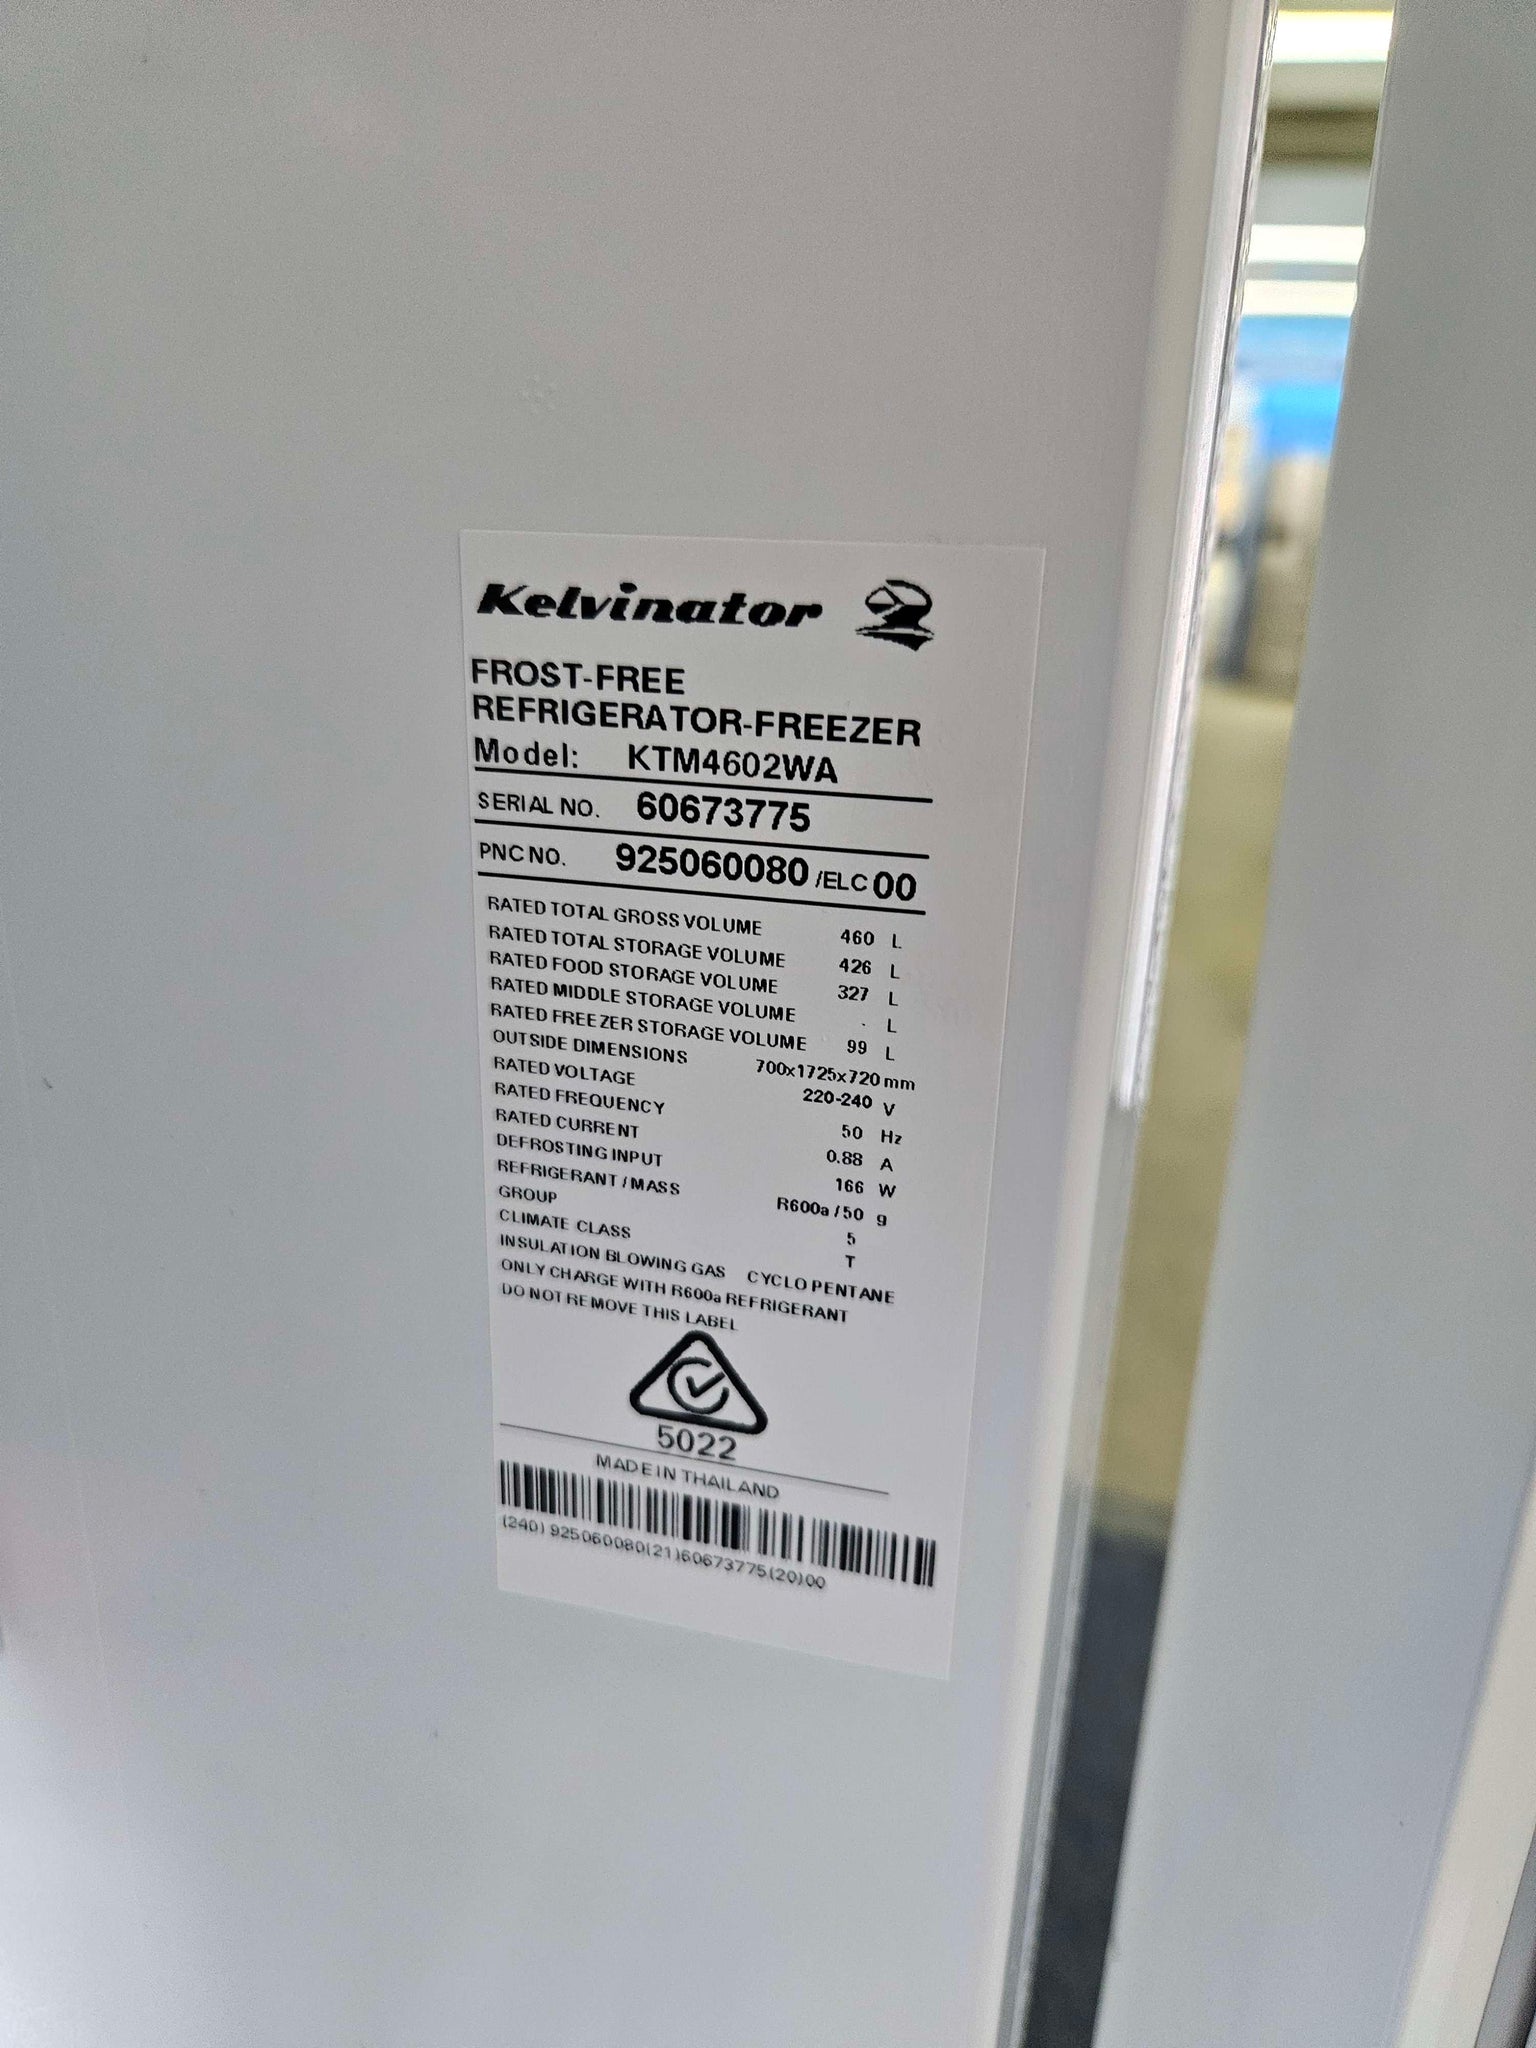 Kelvinator
FROST-FREE
REFRIGERATOR-FREEZER
Model: KTM4602WA
SERIAL NO. 60673775
PNC NO. 925060080 /ELC 00
RATED TOTAL GROSS VOLUME 460 L
RATED TOTAL STORAGE VOLUME 426 L
RATED FOOD STORAGE VOLUME 327 L
RATED MIDDLE STORAGE VOLUME - L
RATED FREEZER STORAGE VOLUME 99 L
OUTSIDE DIMENSIONS 700x1725x720 mm
RATED VOLTAGE 220-240 V
RATED FREQUENCY 50 Hz
RATED CURRENT 0.88 A
DEFROSTING INPUT 166 W
REFRIGERANT / MASS R600a / 50 g
GROUP 5
CLIMATE CLASS T
INSULATION BLOWING GAS CYCLO PENTANE
ONLY CHARGE WITH R600a REFRIGERANT
DO NOT REMOVE THIS LABEL
5022
MADE IN THAILAND
(240) 925060080(21)60673775(20)00